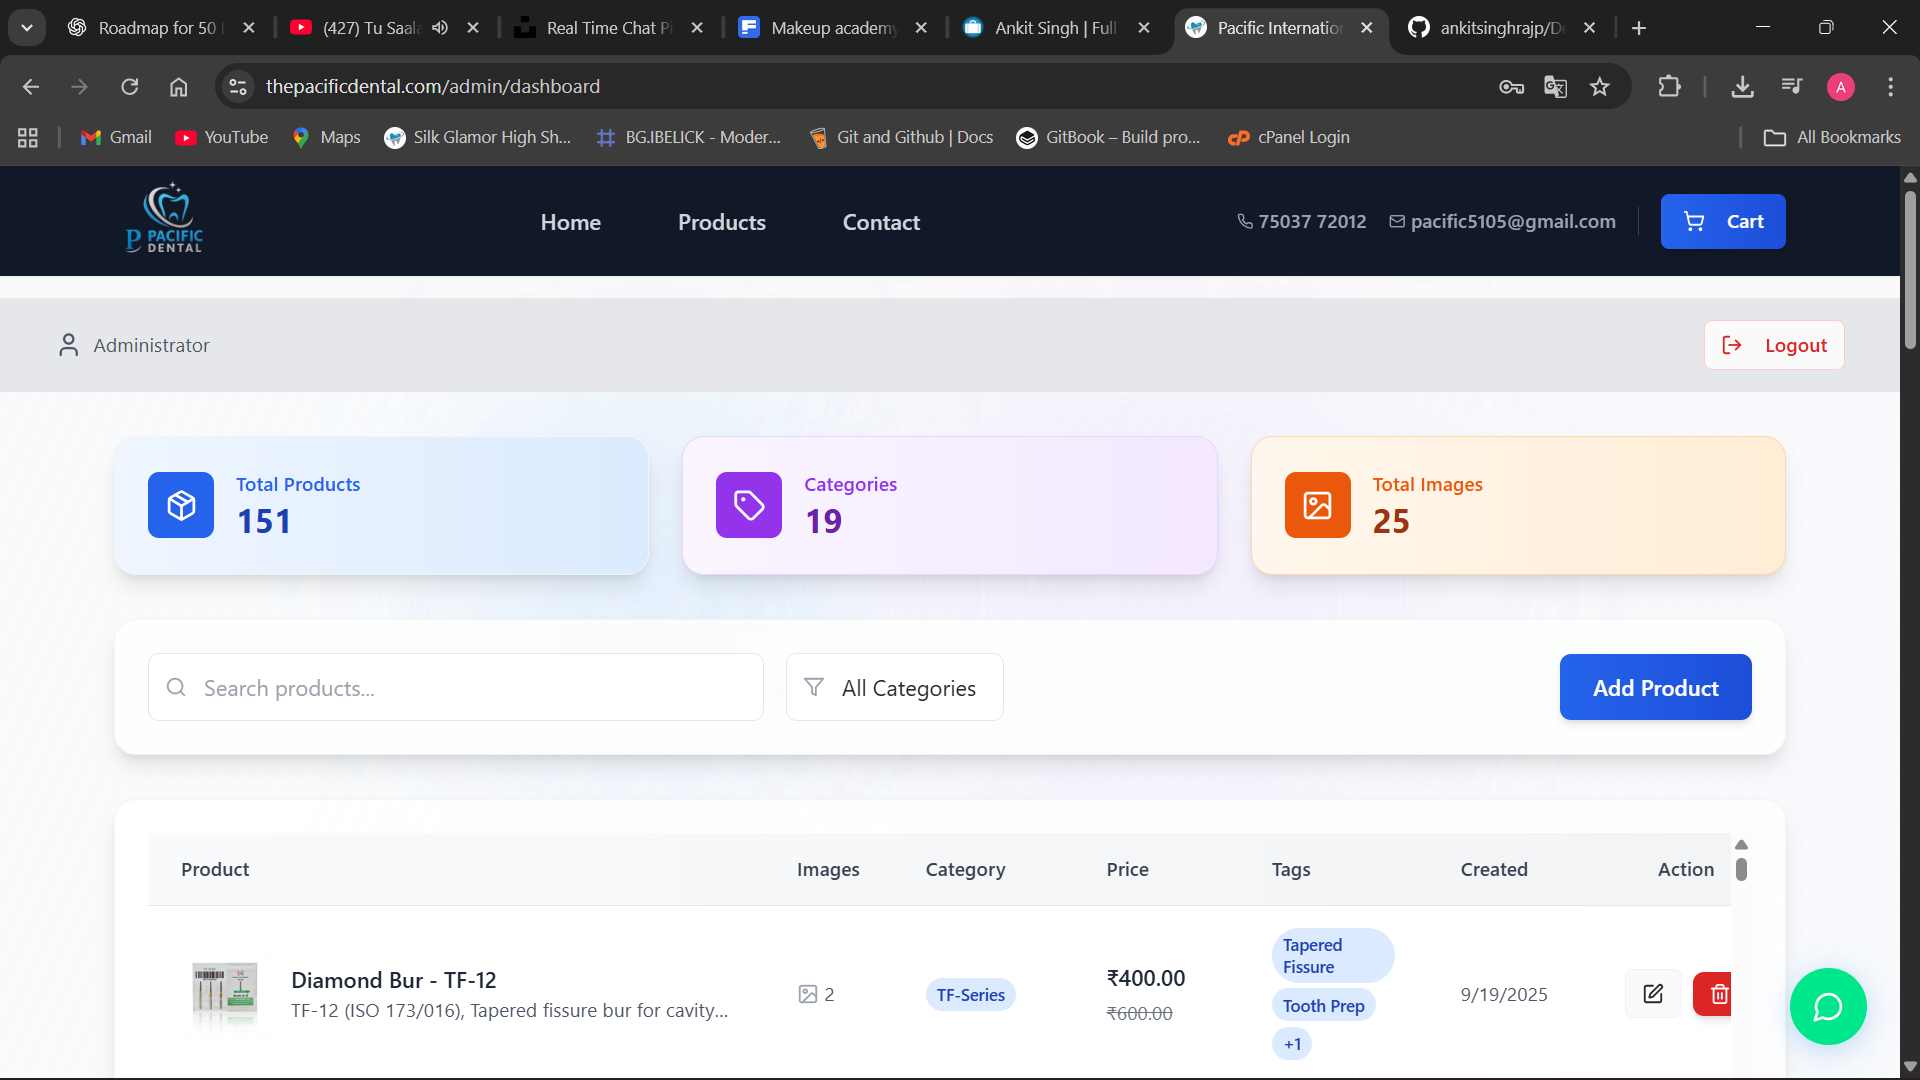 Roadmap for 50
(427) Tu Saala
Real Time Chat Pi
Makeup academy
Ankit Singh | Full
Pacific Internatio
ankitsinghrajp/De
thepacificdental.com/admin/dashboard
A
Gmail
YouTube
Maps
Silk Glamor High Sh...
BG.IBELICK - Moder...
Git and Github | Docs
GitBook – Build pro...
cPanel Login
All Bookmarks
P PACIFIC
DENTAL
Home
Products
Contact
75037 72012
pacific5105@gmail.com
Cart
Administrator
Logout
Total Products
151
Categories
19
Total Images
25
Search products...
All Categories
Add Product
Product
Images
Category
Price
Tags
Created
Action
Diamond Bur - TF-12
TF-12 (ISO 173/016), Tapered fissure bur for cavity...
2
TF-Series
₹400.00
₹600.00
Tapered
Fissure
Tooth Prep
+1
9/19/2025